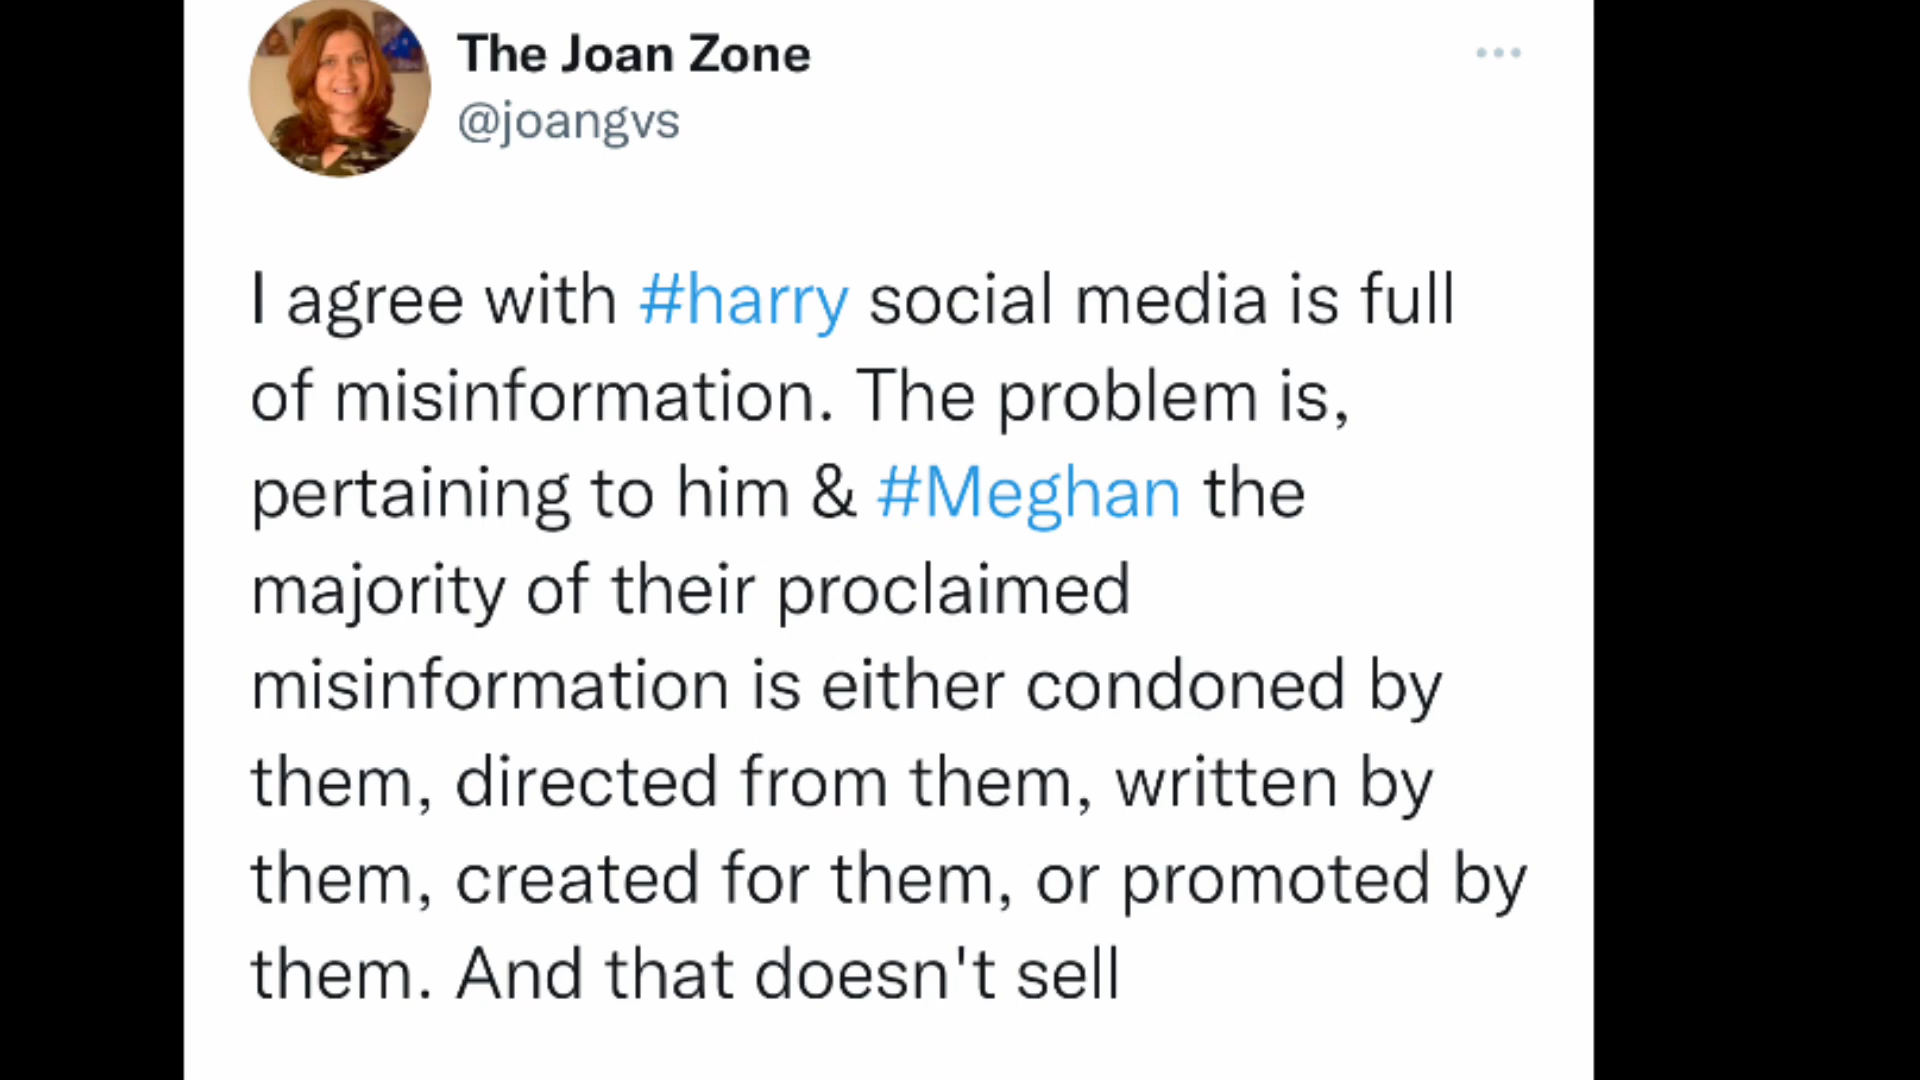 The Joan Zone
@joangvs
I agree with #harry social media is full
of misinformation. The problem is,
pertaining to him & #Meghan the
majority of their proclaimed
misinformation is either condoned by
them, directed from them, written by
them, created for them, or promoted by
them. And that doesn't sell